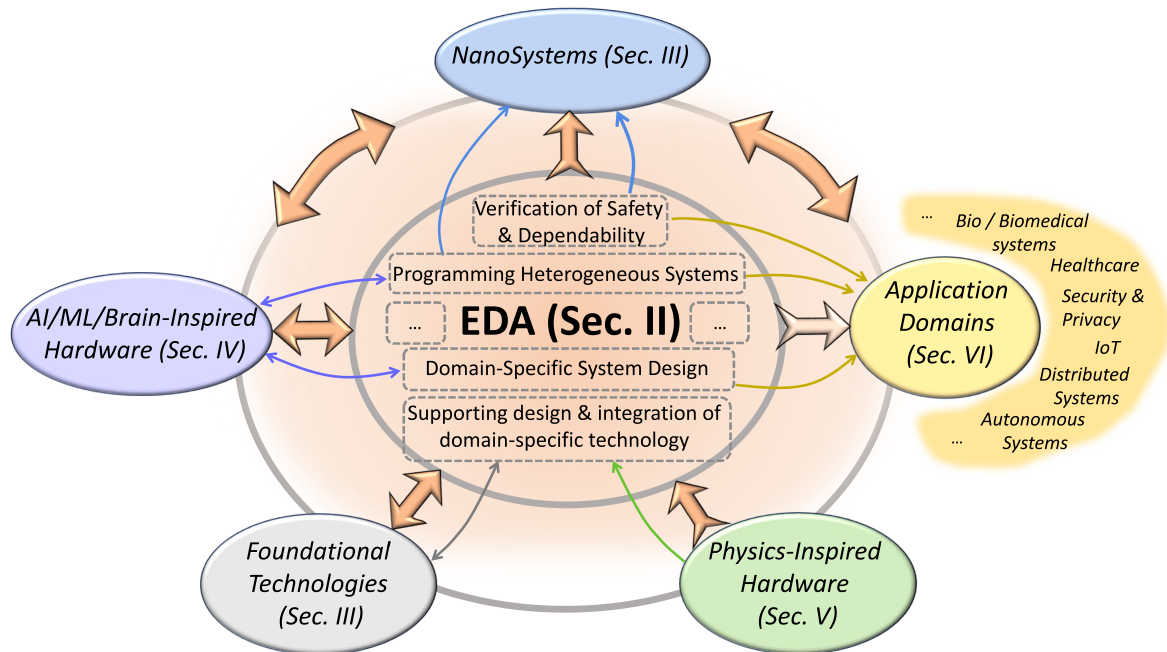 NanoSystems (Sec. III)
Verification of Safety
& Dependability
Programming Heterogeneous Systems
...
EDA (Sec. II)
...
Domain-Specific System Design
Supporting design & integration of
domain-specific technology
AI/ML/Brain-Inspired
Hardware (Sec. IV)
Application
Domains
(Sec. VI)
...
Bio / Biomedical
systems
Healthcare
Security &
Privacy
IoT
Distributed
Systems
Autonomous
Systems
...
Foundational
Technologies
(Sec. III)
Physics-Inspired
Hardware
(Sec. V)